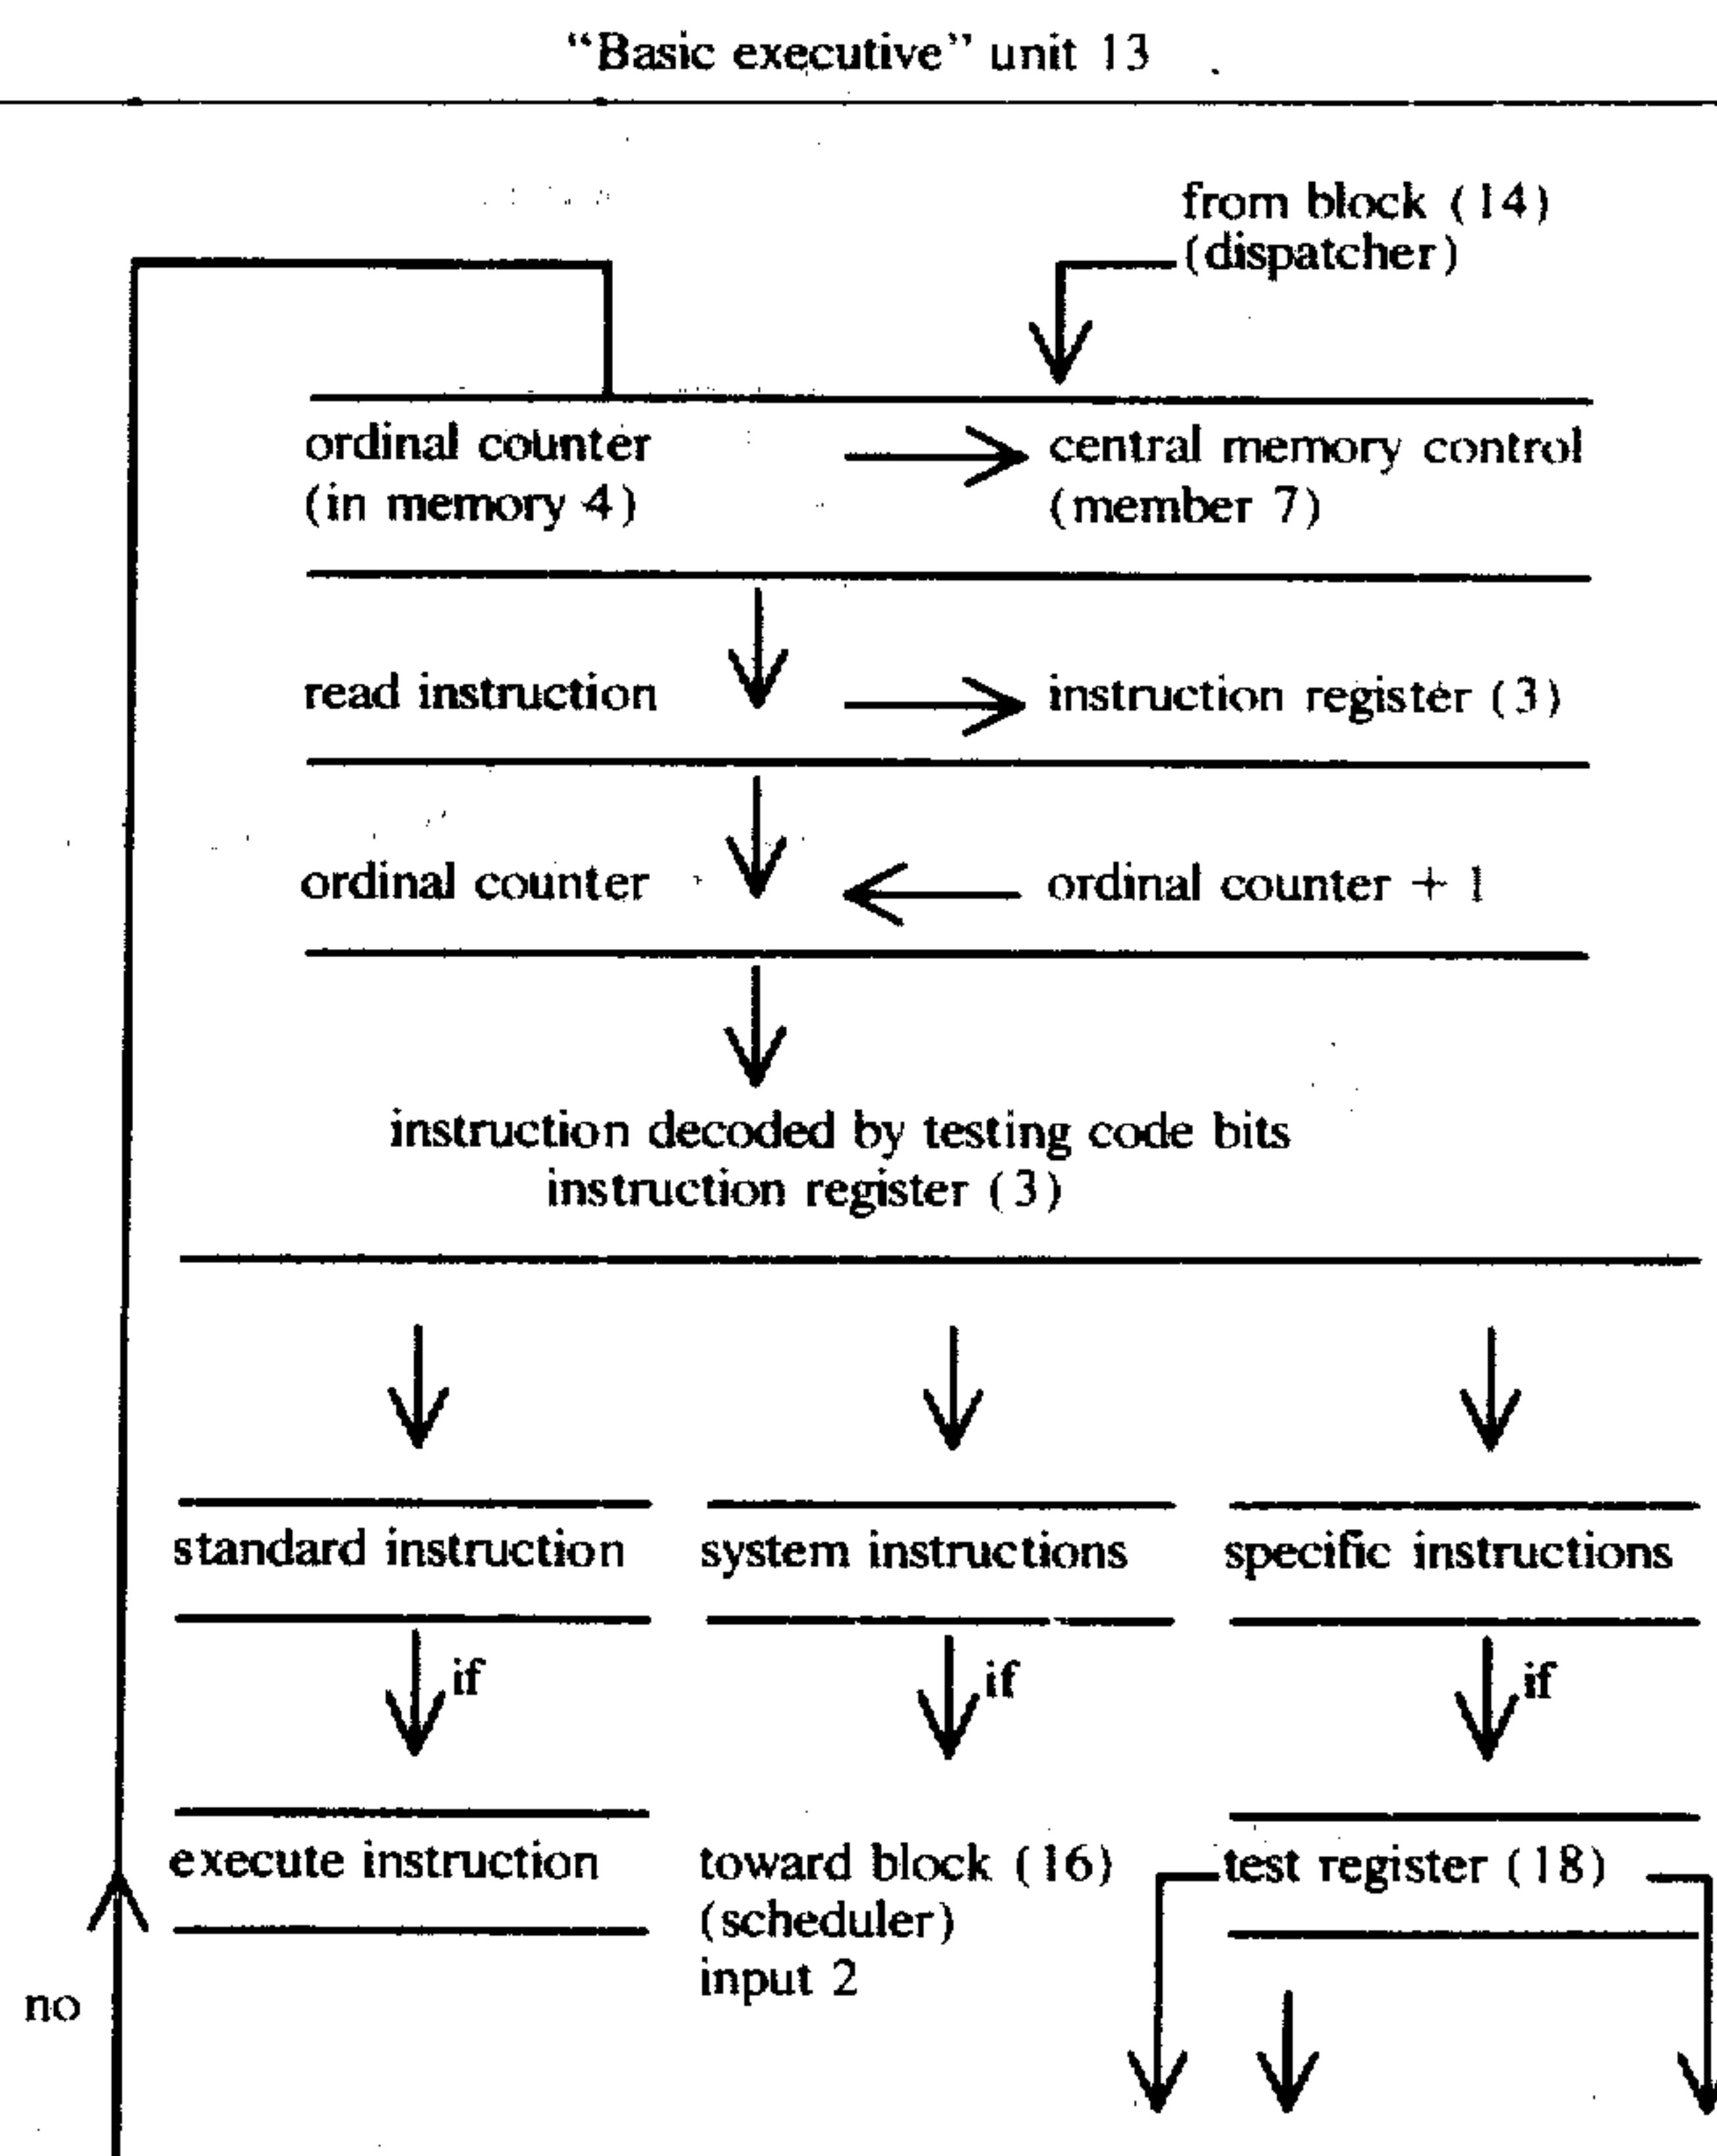 “Basic executive” unit 13
from block (14)
(dispatcher)
ordinal counter
(in memory 4)
central memory control
(member 7)
read instruction
instruction register (3)
ordinal counter
ordinal counter + 1
instruction decoded by testing code bits
instruction register (3)
standard instruction
system instructions
specific instructions
if
if
if
execute instruction
toward block (16)
(scheduler)
input 2
test register (18)
no